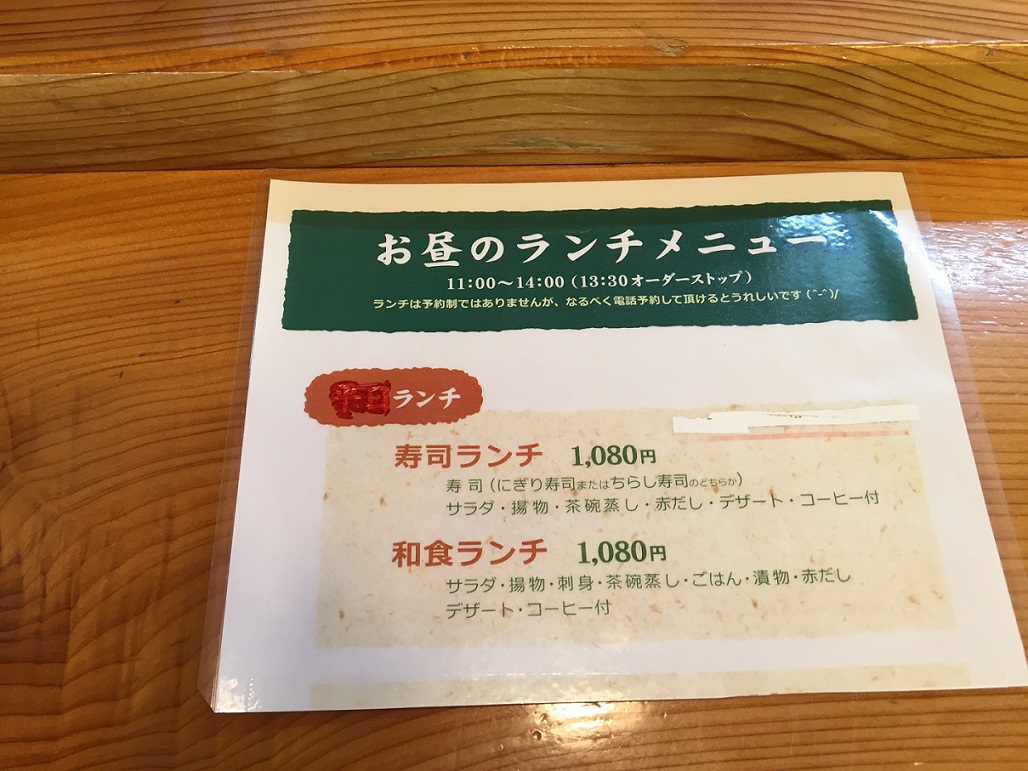 お昼のランチメニュー
11:00～14:00（13:30オーダーストップ）
ランチは予約制ではありませんが、なるべく電話予約して頂けるとうれしいです(^-^)/
ランチ
寿司ランチ 1,080円
寿司（にぎり寿司またはちらし寿司のどちらか）
サラダ・揚物・茶碗蒸し・赤だし・デザート・コーヒー付
和食ランチ 1,080円
サラダ・揚物・刺身・茶碗蒸し・ごはん・漬物・赤だし
デザート・コーヒー付